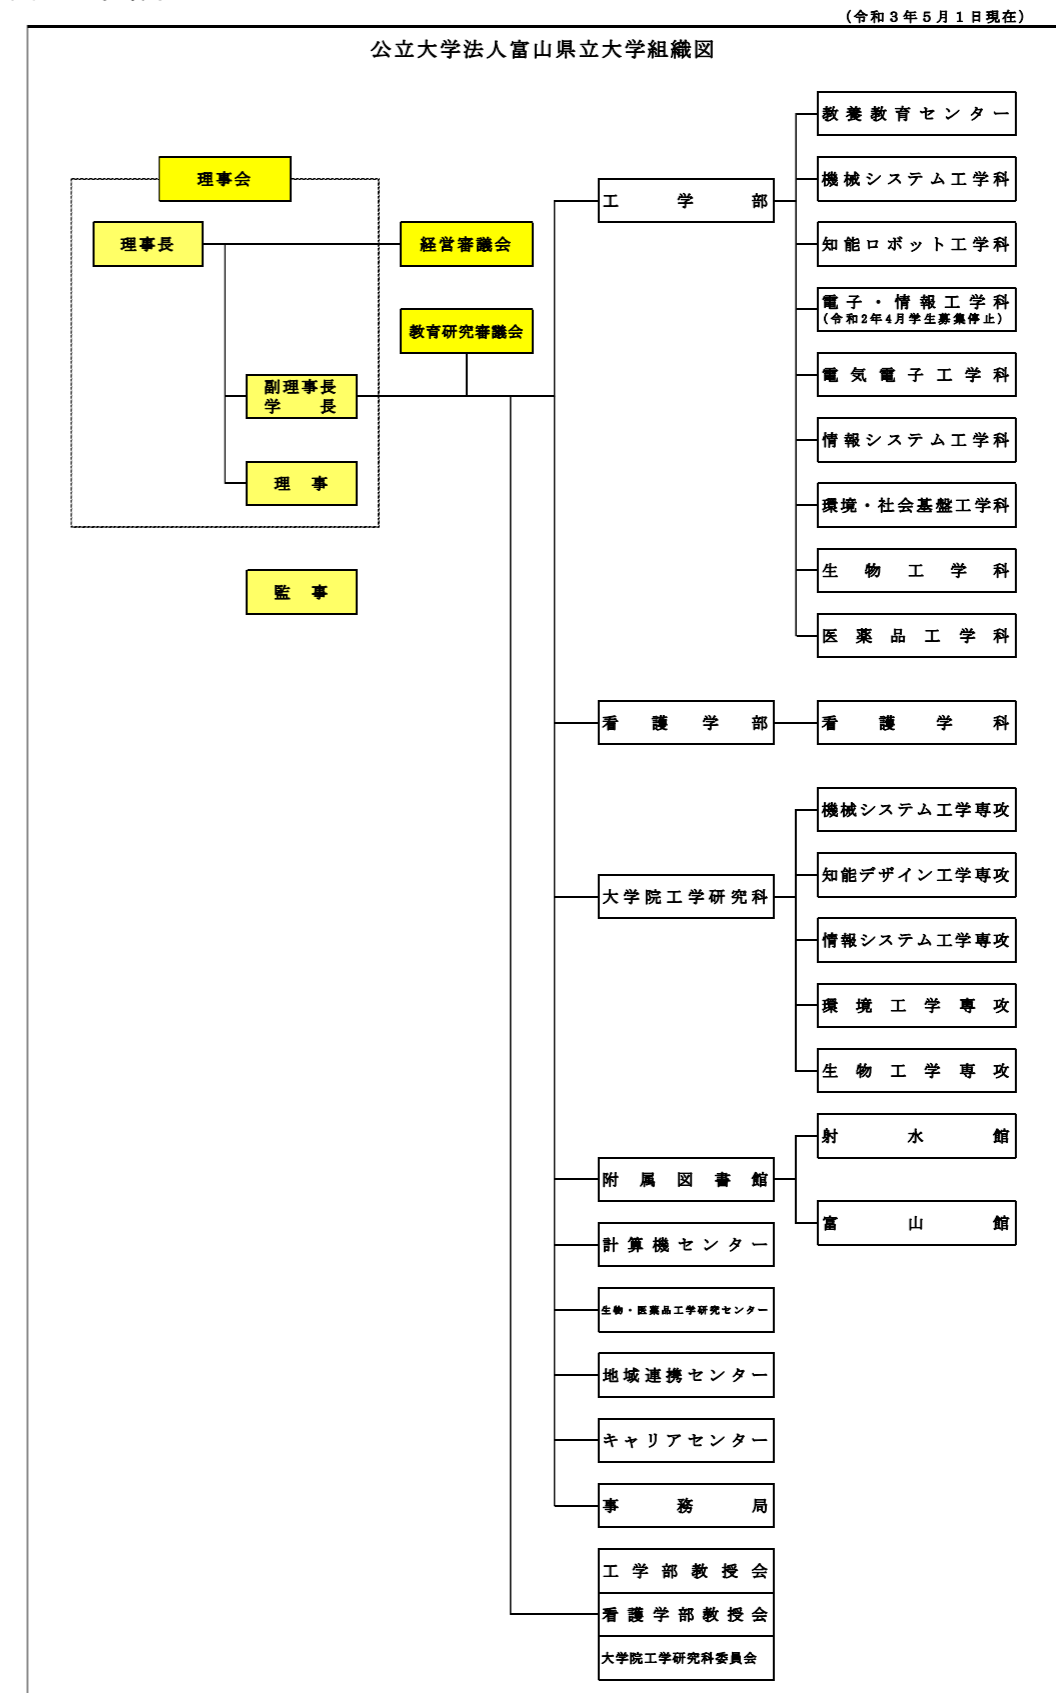 (令和3年5月1日現在)
公立大学法人富山県立大学組織図
理事会
理事長
経営審議会
教育研究審議会
副理事長
学長
理事
監事
工学部
教養教育センター
機械システム工学科
知能ロボット工学科
電子・情報工学科
(令和2年4月学生募集停止)
電気電子工学科
情報システム工学科
環境・社会基盤工学科
生物工学科
医薬品工学科
看護学部
看護学科
大学院工学研究科
機械システム工学専攻
知能デザイン工学専攻
情報システム工学専攻
環境工学専攻
生物工学専攻
附属図書館
射水館
富山館
計算機センター
生物・医薬品工学研究センター
地域連携センター
キャリアセンター
事務局
工学部教授会
看護学部教授会
大学院工学研究科委員会